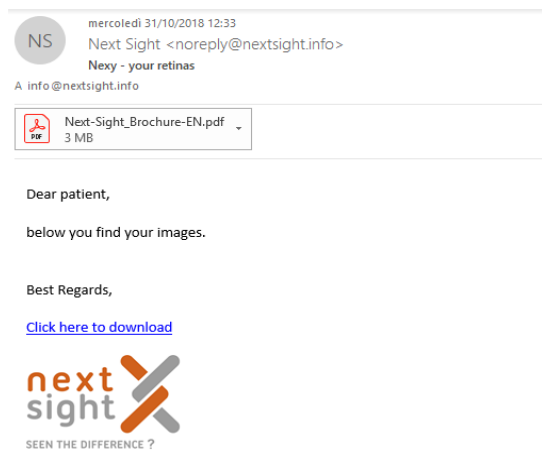 NS
mercoledì 31/10/2018 12:33
Next Sight <noreply@nextsight.info>
Nexy - your retinas
A info@nextsight.info
PDF
Next-Sight_Brochure-EN.pdf
3 MB
Dear patient,
below you find your images.
Best Regards,
Click here to download
next
sight
SEEN THE DIFFERENCE ?